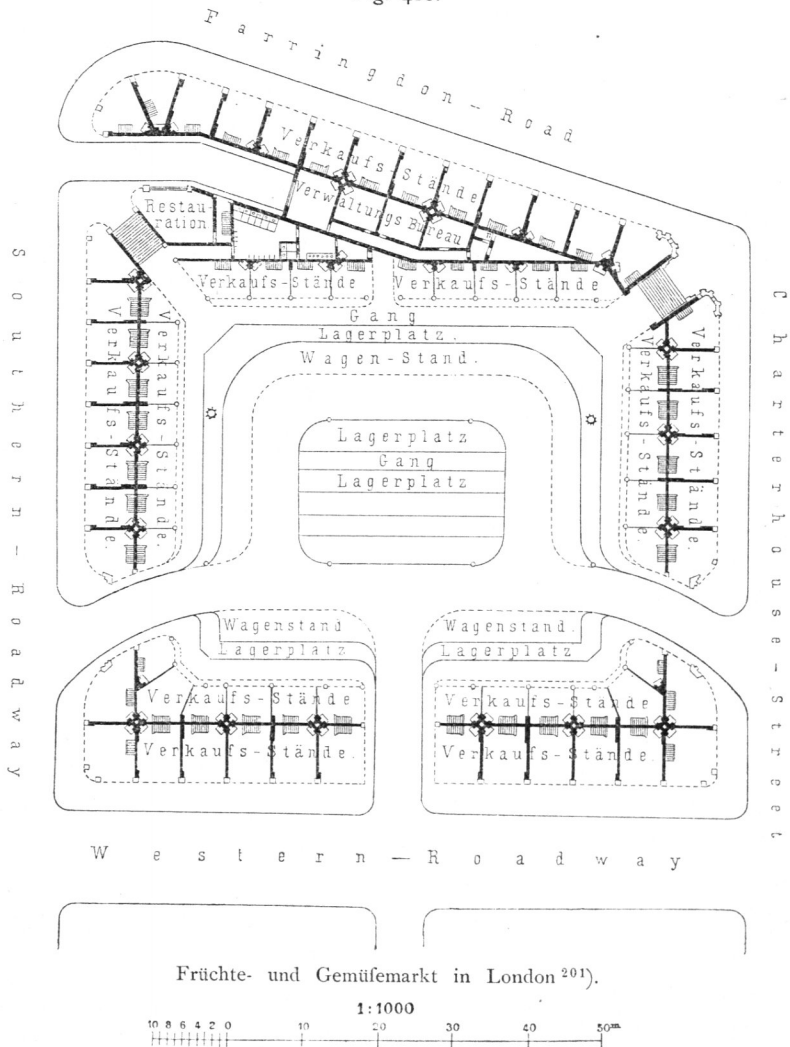 Farringdon-Road
Verkaufs Stände
Verwaltungs Bureau
Restau-
ration
Verkaufs-Stände
Verkaufs-Stände
Gang
Lagerplatz.
Wagen-Stand.
Southern-Roadway
Verkaufs-Stände.
Verkaufs-Stände.
Lagerplatz
Gang
Lagerplatz
Verkaufs-Stände
Verkaufs-Stände.
Charterhouse-Street
Wagenstand
Lagerplatz
Wagenstand.
Lagerplatz
Verkaufs-Stände
Verkaufs-Stände.
Verkaufs-Stände
Verkaufs-Stände.
Western-Roadway
Früchte- und Gemüſemarkt in London 201).
1:1000
10 8 6 4 2 0 10 20 30 40 50m